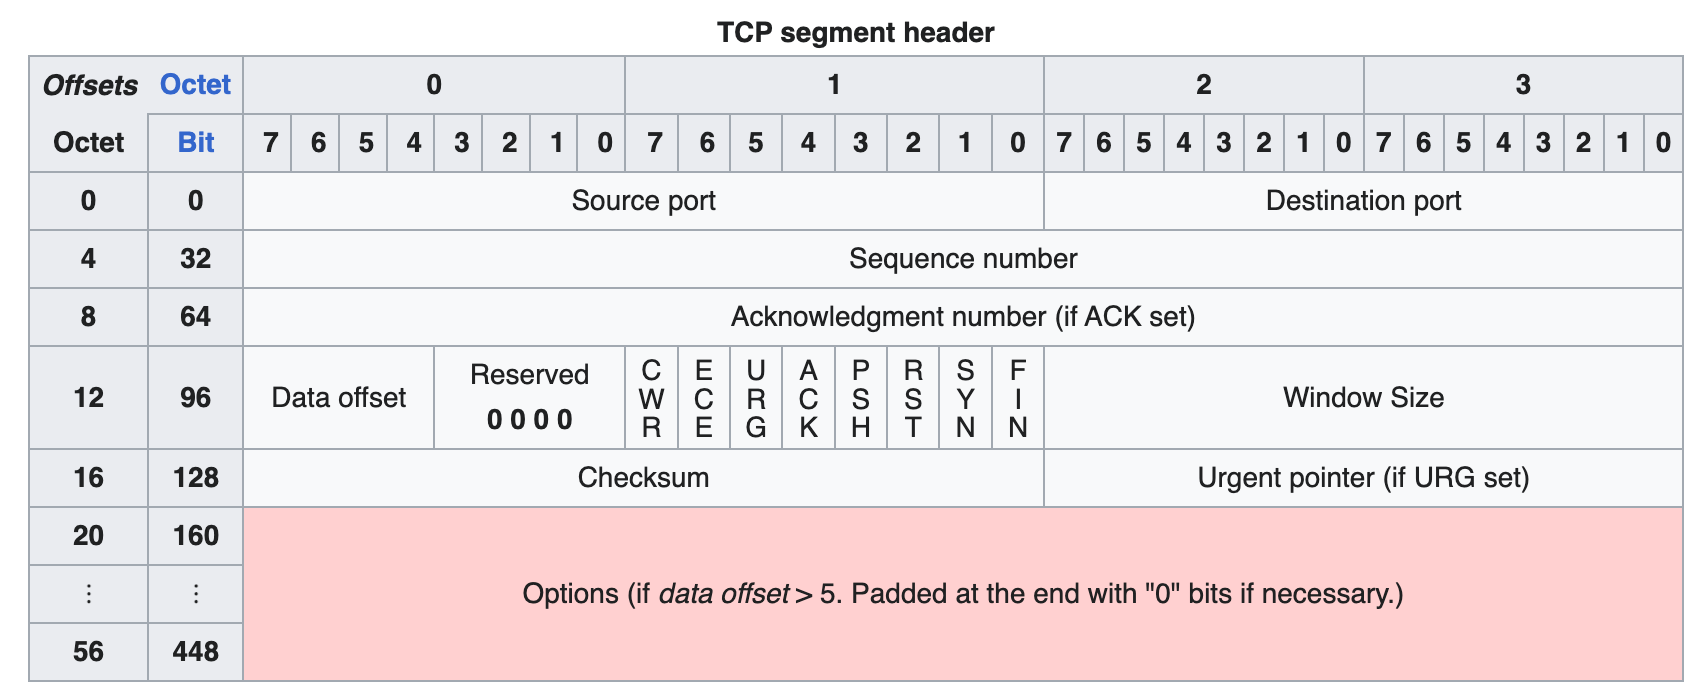 TCP segment header
Offsets Octet 0 1 2 3
Octet Bit 7 6 5 4 3 2 1 0 7 6 5 4 3 2 1 0 7 6 5 4 3 2 1 0 7 6 5 4 3 2 1 0
0 0 Source port Destination port
4 32 Sequence number
8 64 Acknowledgment number (if ACK set)
12 96 Data offset Reserved 0 0 0 0 CWR ECE URG ACK PSH RST SYN FIN Window Size
16 128 Checksum Urgent pointer (if URG set)
20 160
⋮ ⋮ Options (if data offset > 5. Padded at the end with "0" bits if necessary.)
56 448